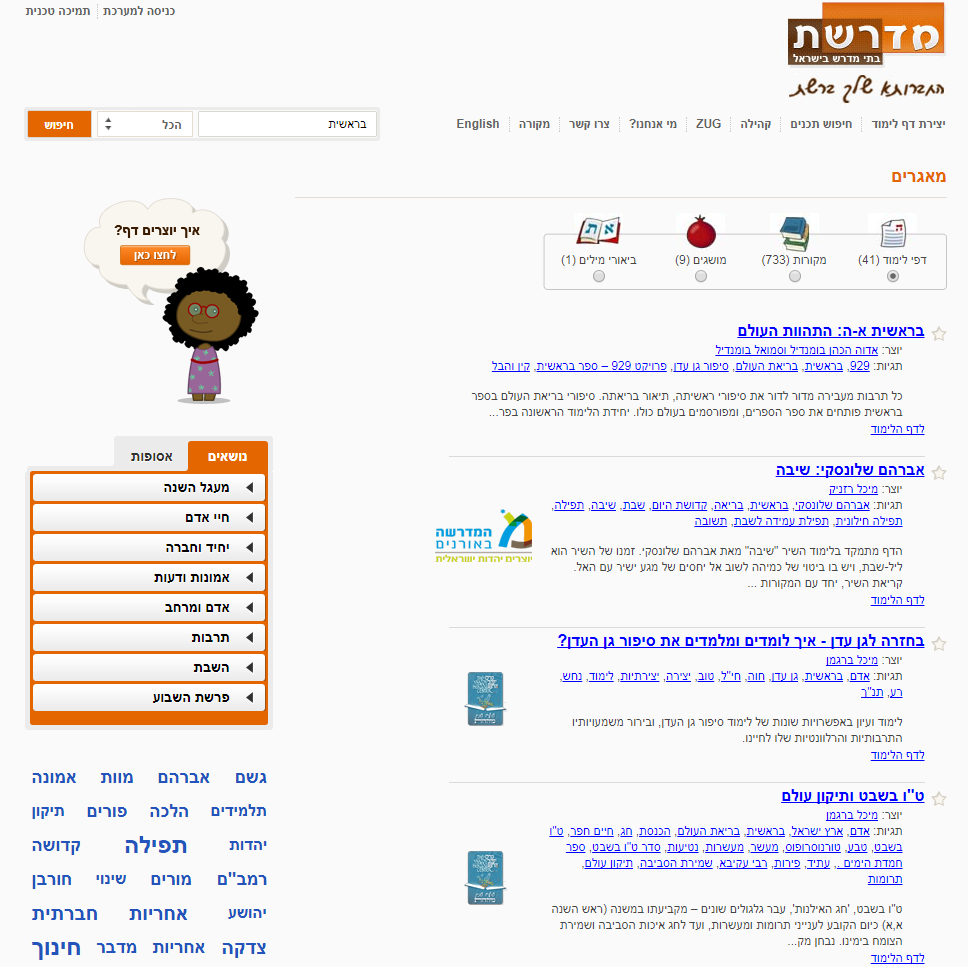 כניסה למערכת
תמיכה טכנית
מדרשת
בתי מדרש בישראל
החברותא שלך ברשת
יצירת דף לימוד
חיפוש תכנים
קהילה
ZUG
מי אנחנו?
צרו קשר
מקורה
English
בראשית
הכל
חיפוש
מאגרים
דפי לימוד (41)
מקורות (733)
מושגים (9)
ביאורי מילים (1)
בראשית א-ה: התהוות העולם
יוצר: אדוה הכהן בומנדיל וסמואל בומנדיל
תגיות: 929, בראשית, בריאת העולם, סיפור גן עדן, פרויקט 929 – ספר בראשית, קין והבל
כל תרבות מעבירה מדור לדור את סיפורי ראשיתה, תיאור בריאתה. סיפורי בריאת העולם בספר
בראשית פותחים את ספר הספרים, ומפורסמים בעולם כולו. יחידת הלימוד הראשונה בפר...
לדף הלימוד
אברהם שלונסקי: שיבה
יוצר: מיכל רזניק
תגיות: אברהם שלונסקי, בראשית, בריאה, קדושת היום, שבת, שיבה, תפילה,
תפילה חילונית, תפילת עמידה לשבת, תשובה
הדף מתמקד בלימוד השיר "שיבה" מאת אברהם שלונסקי. זמנו של השיר הוא
ליל-שבת, ויש בו ביטוי של כמיהה לשוב אל יחסים של מגע ישיר עם האל.
קריאת השיר, יחד עם המקורות ...
לדף הלימוד
המדרשה
באורנים
יוצרים יהדות ישראלית
בחזרה לגן עדן - איך לומדים ומלמדים את סיפור גן העדן?
יוצר: מיכל ברגמן
תגיות: אדם, בראשית, גן עדן, חוה, חי"ל, טוב, יצירה, יצירתיות, לימוד, נחש,
רע, תנ"ך
לימוד ועיון באפשרויות שונות של לימוד סיפור גן העדן, ובירור משמעויותיו
התרבותיות והרלוונטיות שלו לחיינו.
לדף הלימוד
ט"ו בשבט ותיקון עולם
יוצר: מיכל ברגמן
תגיות: אדם, ארץ ישראל, בראשית, בריאת העולם, הכנסת, חג, חיים חפר, ט"ו
בשבט, טבע, טורנוסרופוס, מעשר, מעשרות, נטיעות, סדר ט"ו בשבט, ספר
חמדת הימים ., עתיד, פירות, רבי עקיבא, שמירת הסביבה, תיקון עולם,
תרומות
ט"ו בשבט, 'חג האילנות', עבר גלגולים שונים – מקביעתו במשנה (ראש השנה
א,א) כיום הקובע לענייני תרומות ומעשרות, ועד לחג איכות הסביבה ושמירת
הצומח בימינו. נבחן מק...
לדף הלימוד
איך יוצרים דף?
לחצו כאן
נושאים
אסופות
מעגל השנה
חיי אדם
יחיד וחברה
אמונות ודעות
אדם ומרחב
תרבות
השבת
פרשת השבוע
גשם אברהם מוות אמונה
תלמידים הלכה פורים תיקון
יהדות תפילה קדושה
רמב"ם מורים שינוי חורבן
יהושע אחריות חברתית
צדקה אחריות מדבר חינוך